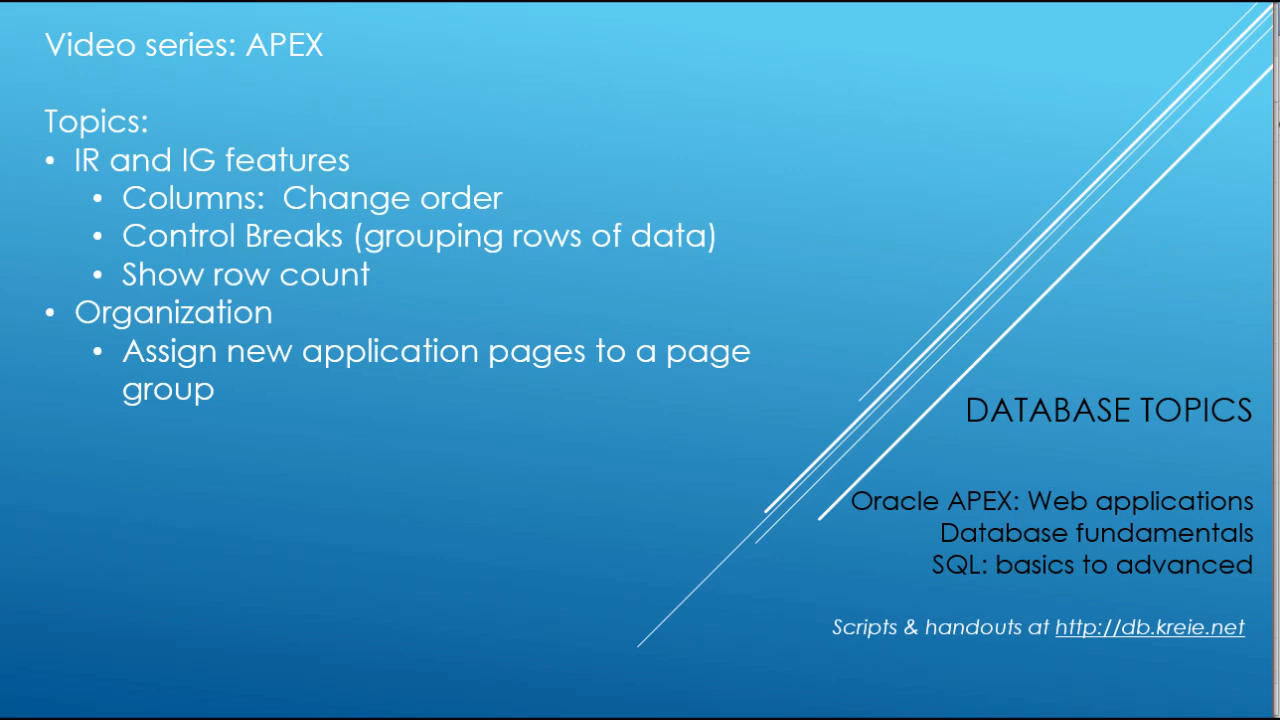 Video series: APEX
Topics:
• IR and IG features
• Columns:  Change order
• Control Breaks (grouping rows of data)
• Show row count
• Organization
• Assign new application pages to a page
group
DATABASE TOPICS
Oracle APEX: Web applications
Database fundamentals
SQL: basics to advanced
Scripts & handouts at http://db.kreie.net